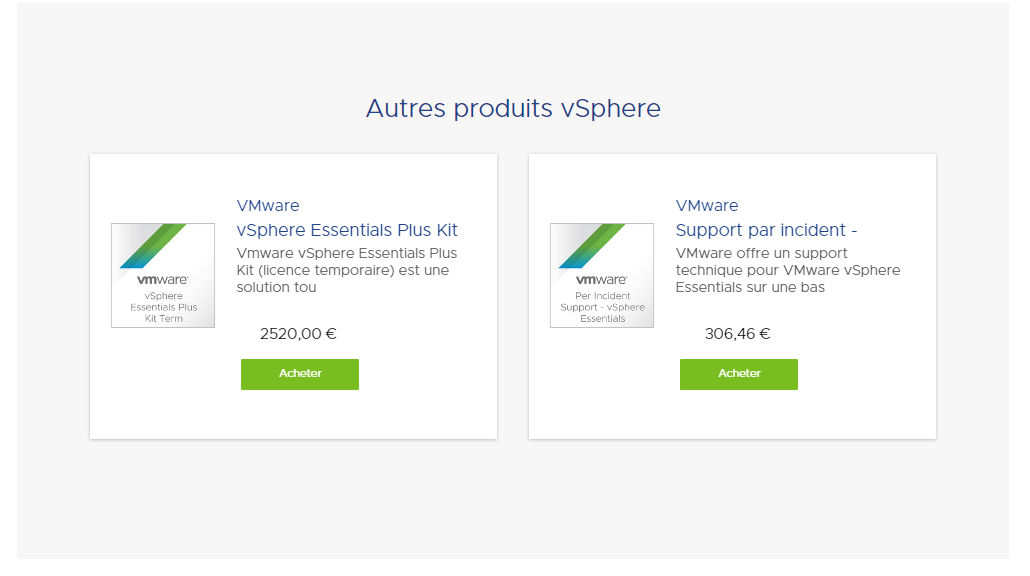 Autres produits vSphere
VMware
vSphere Essentials Plus Kit
Vmware vSphere Essentials Plus
Kit (licence temporaire) est une
solution tou
vmware
vSphere
Essentials Plus
Kit Term
2520,00 €
Acheter
VMware
Support par incident -
VMware offre un support
technique pour VMware vSphere
Essentials sur une bas
vmware
Per Incident
Support - vSphere
Essentials
306,46 €
Acheter